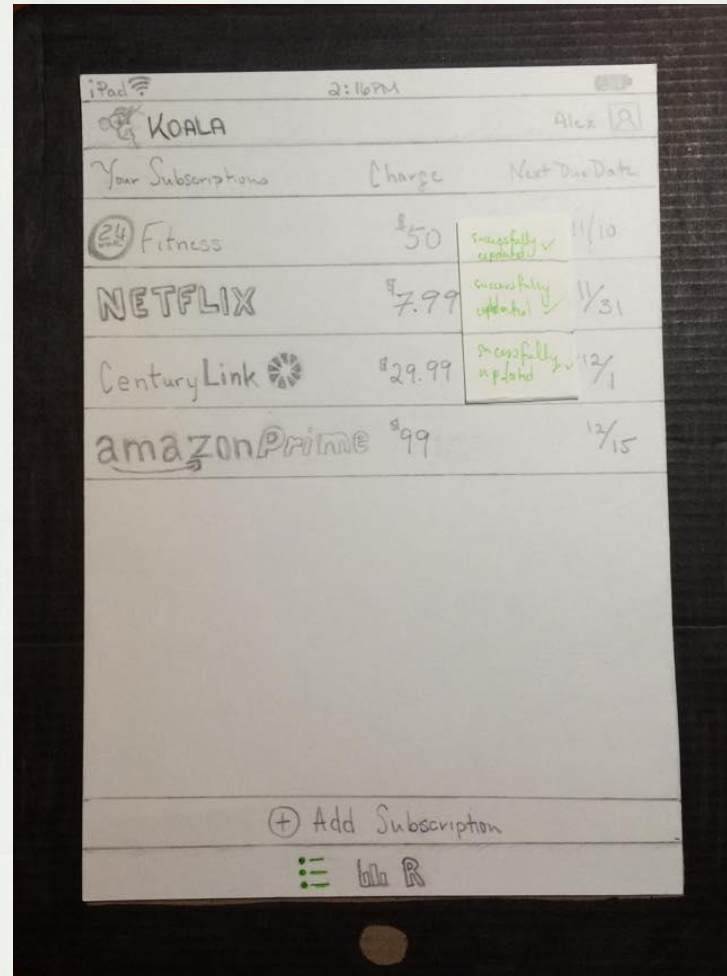 iPad 2:16PM
KOALA Alex
Your Subscriptions Charge Next Due Date
24 Fitness $50 successfully 11/10
updated ✓
NETFLIX $7.99 successfully 11/31
updated ✓
CenturyLink $29.99 successfully 12/1
updated ✓
amazonPrime $99 12/15
+ Add Subscription
R